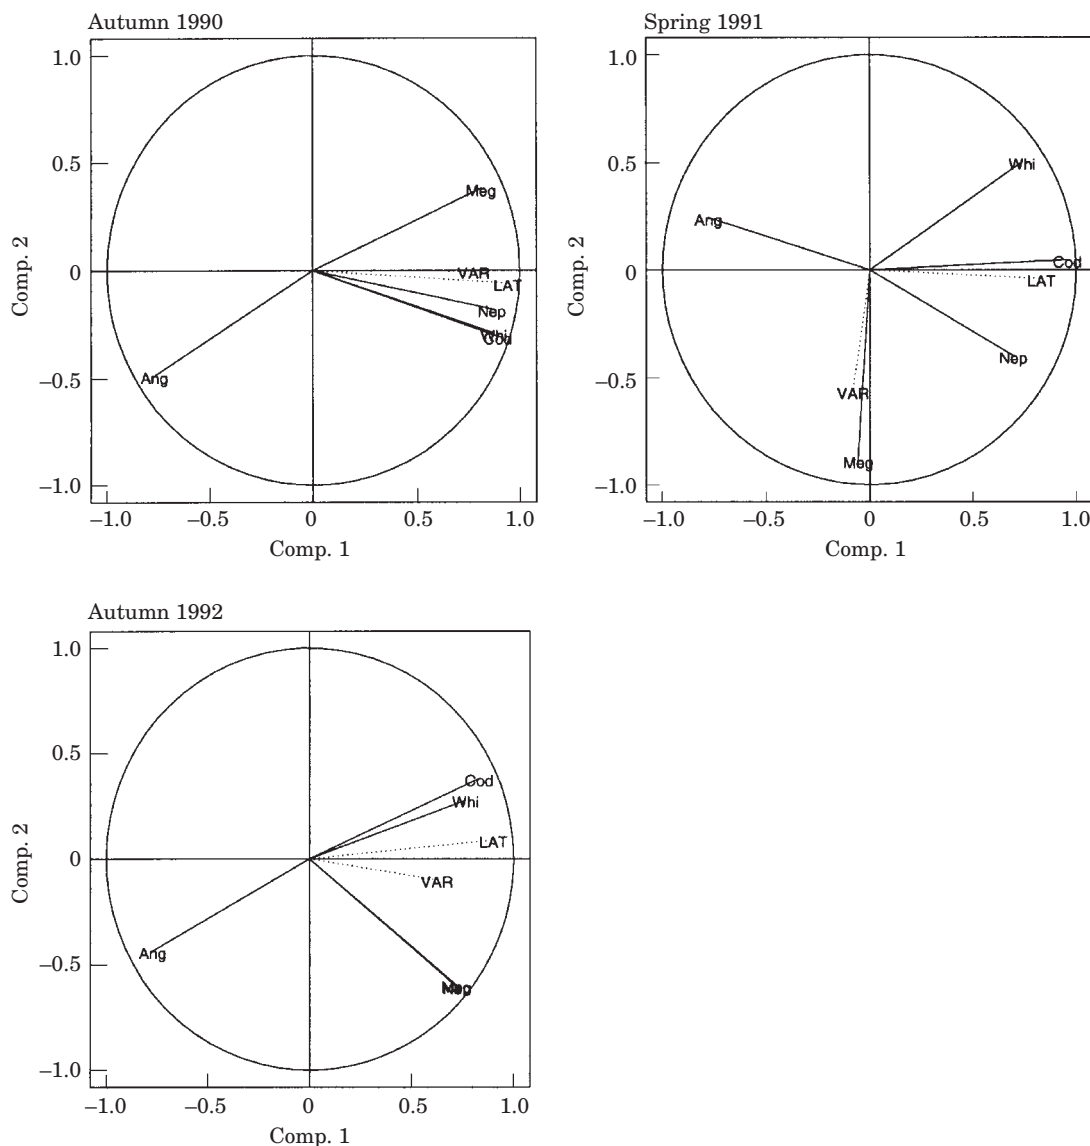 Autumn 1990
1.0
0.5
0
–0.5
–1.0
Comp. 2
Meg
VAR
LAT
Nep
Whi
Cod
Ang
–1.0 –0.5 0 0.5 1.0
Comp. 1
Spring 1991
1.0
0.5
0
–0.5
–1.0
Comp. 2
Whi
Ang
Cod
LAT
Nep
VAR
Meg
–1.0 –0.5 0 0.5 1.0
Comp. 1
Autumn 1992
1.0
0.5
0
–0.5
–1.0
Comp. 2
Cod
Whi
LAT
VAR
Ang
Meg
–1.0 –0.5 0 0.5 1.0
Comp. 1